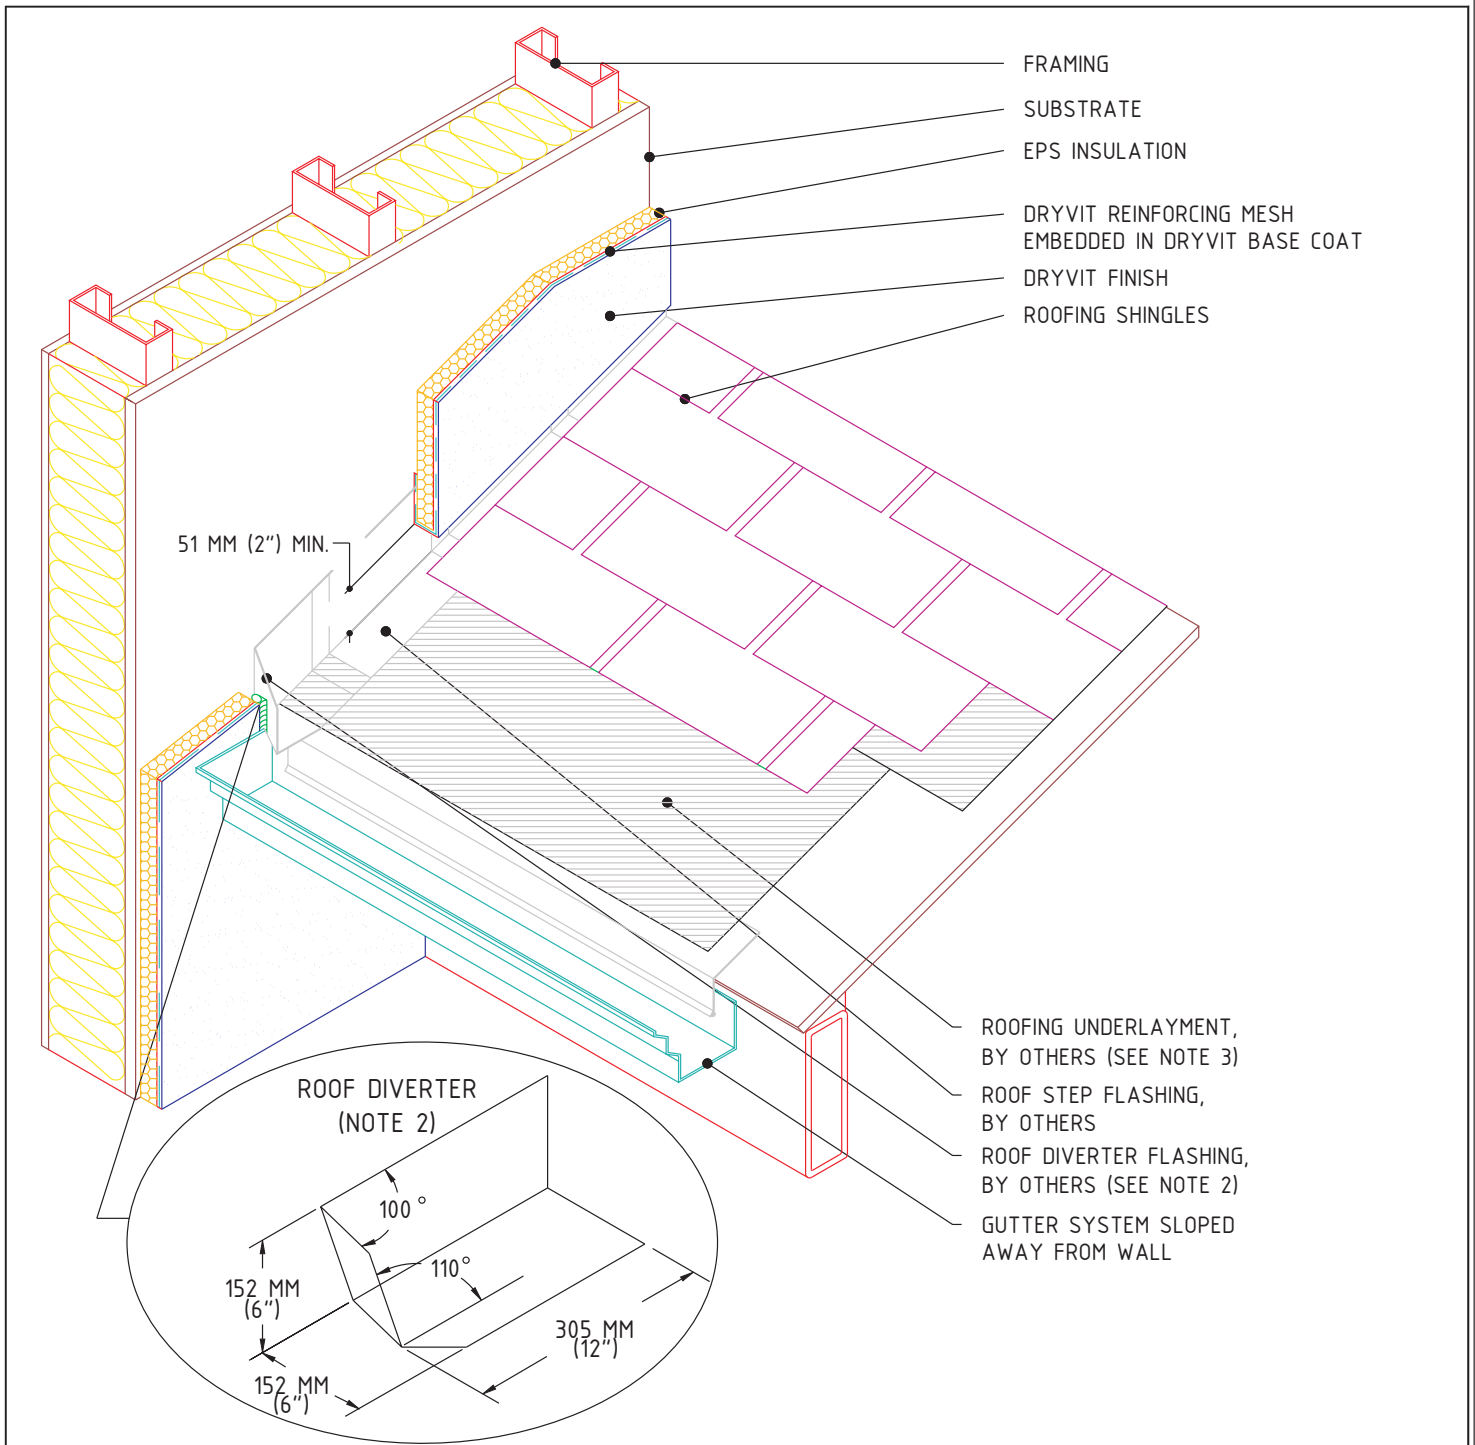 FRAMING
SUBSTRATE
EPS INSULATION
DRYVIT REINFORCING MESH
EMBEDDED IN DRYVIT BASE COAT
DRYVIT FINISH
ROOFING SHINGLES
51 MM (2") MIN.
ROOFING UNDERLAYMENT,
BY OTHERS (SEE NOTE 3)
ROOF STEP FLASHING,
BY OTHERS
ROOF DIVERTER FLASHING,
BY OTHERS (SEE NOTE 2)
GUTTER SYSTEM SLOPED
AWAY FROM WALL
ROOF DIVERTER
(NOTE 2)
100°
110°
152 MM
(6")
305 MM
(12")
152 MM
(6")